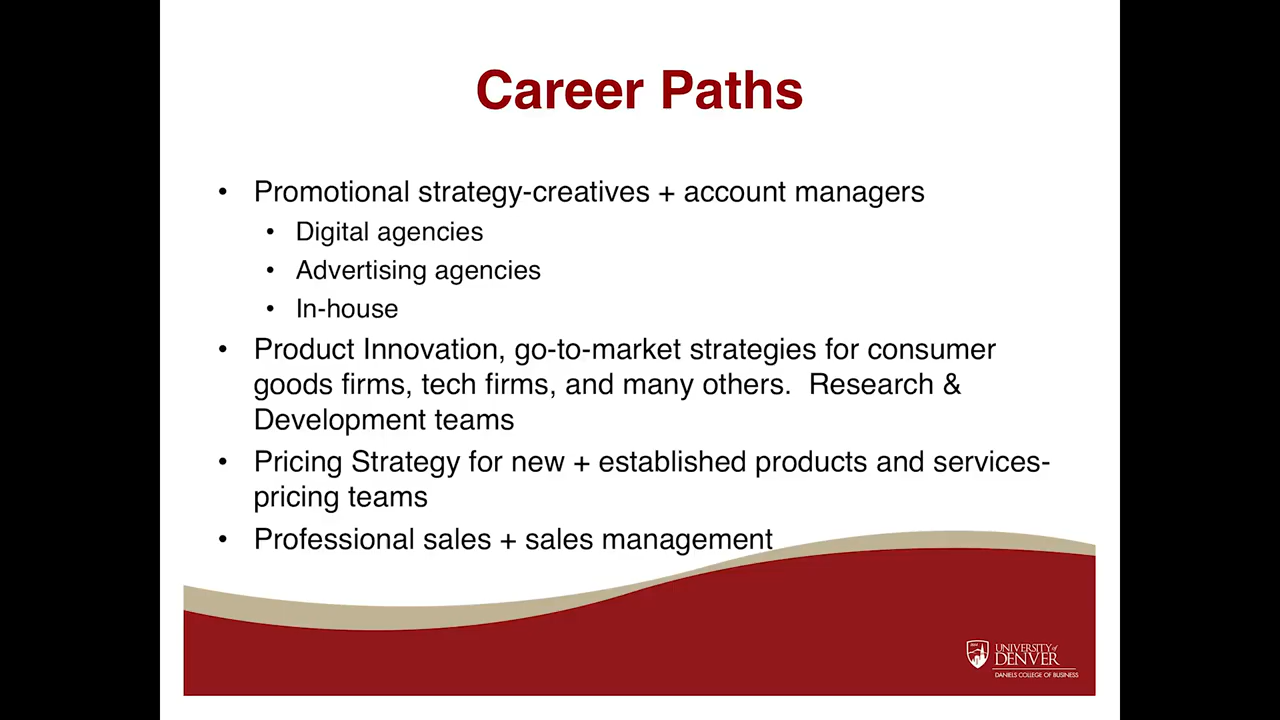 Career Paths
• Promotional strategy-creatives + account managers
• Digital agencies
• Advertising agencies
• In-house
• Product Innovation, go-to-market strategies for consumer
goods firms, tech firms, and many others.  Research &
Development teams
• Pricing Strategy for new + established products and services-
pricing teams
• Professional sales + sales management
UNIVERSITY of
DENVER
DANIELS COLLEGE OF BUSINESS